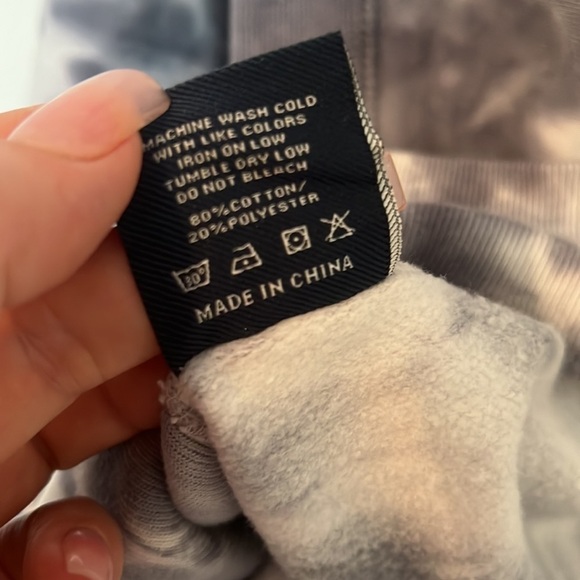 MACHINE WASH COLD
WITH LIKE COLORS
IRON ON LOW
TUMBLE DRY LOW
DO NOT BLEACH
80%COTTON/
20%POLYESTER
30°
MADE IN CHINA